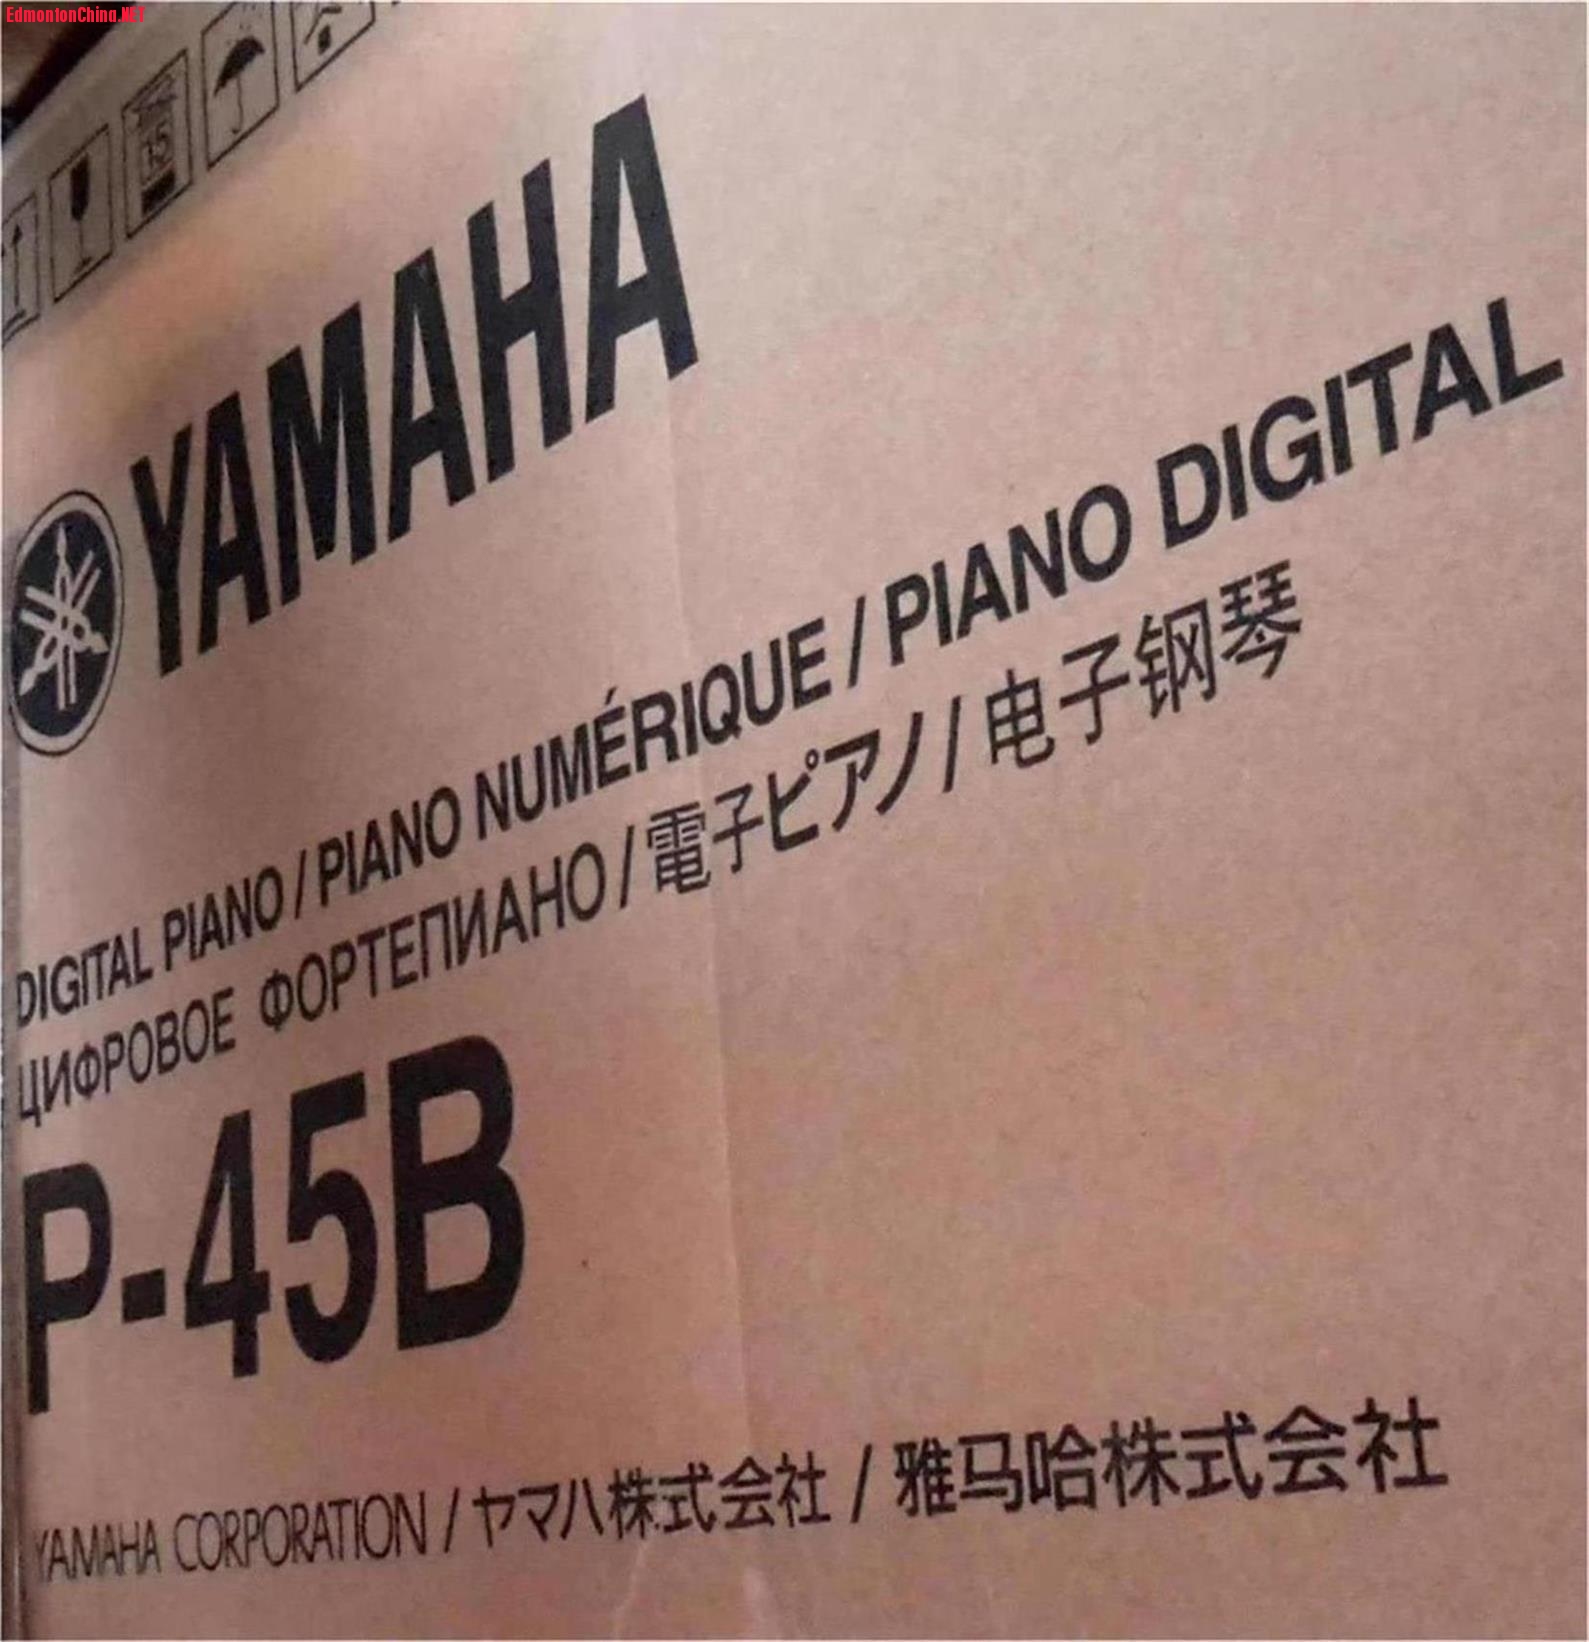 EdmontonChina.NET
15
YAMAHA
DIGITAL PIANO / PIANO NUMÉRIQUE / PIANO DIGITAL
ЦИФРОВОЕ ФОРТЕПИАНО / 電子ピアノ / 电子钢琴
P-45B
YAMAHA CORPORATION / ヤマハ株式会社 / 雅马哈株式会社